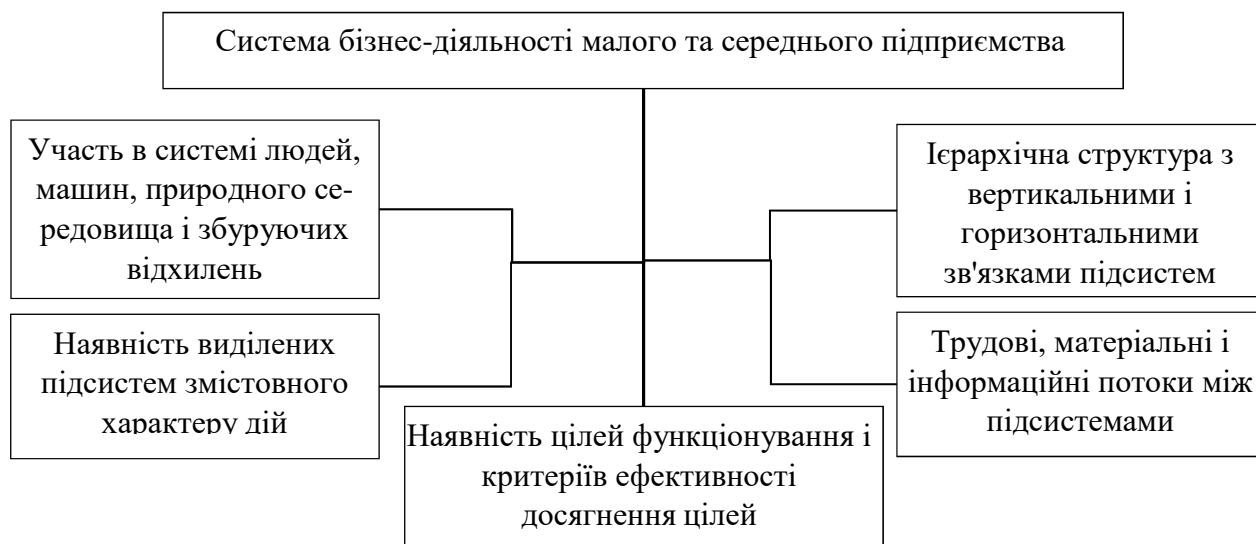 Система бізнес-діяльності малого та середнього підприємства
Участь в системі людей,
машин, природного се-
редовища і збуруючих
відхилень
Ієрархічна структура з
вертикальними і
горизонтальними
зв'язками підсистем
Наявність виділених
підсистем змістовного
характеру дій
Трудові, матеріальні і
інформаційні потоки між
підсистемами
Наявність цілей функціонування і
критеріїв ефективності
досягнення цілей